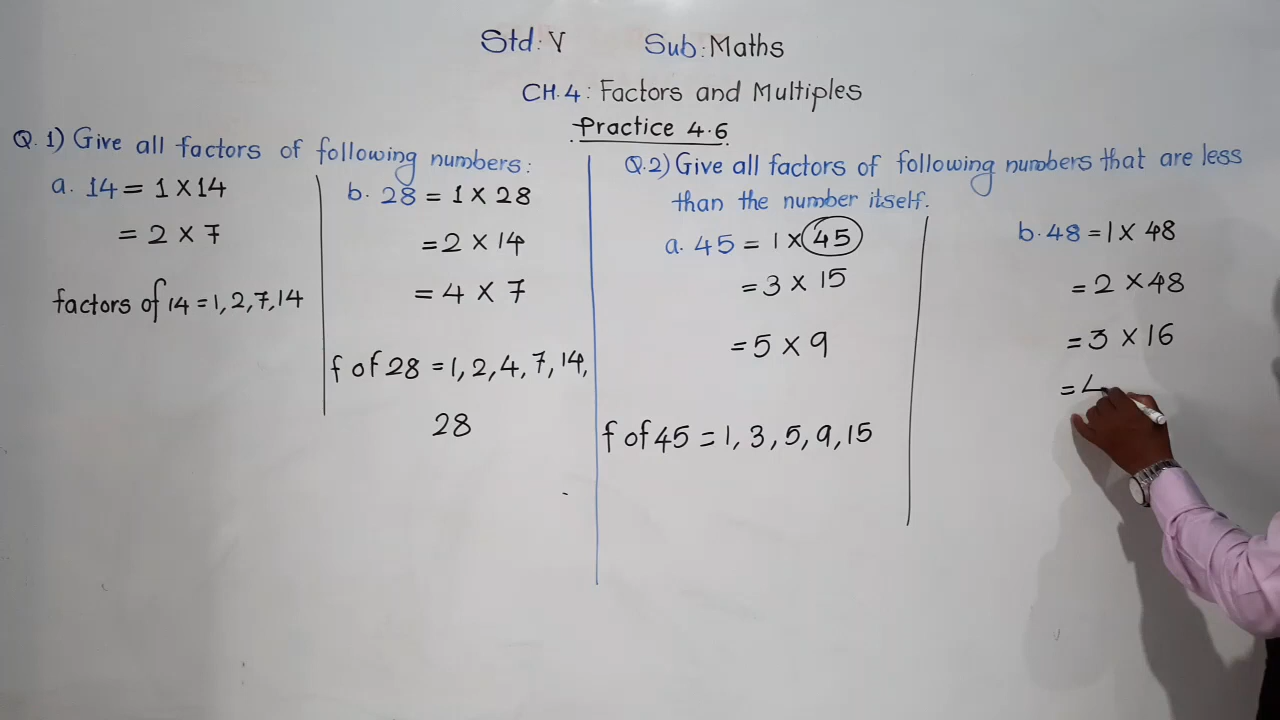 Std: V Sub: Maths
CH.4: Factors and Multiples
Practice 4.6
Q.1) Give all factors of following numbers:
a. 14 = 1 X 14
= 2 X 7
factors of 14 = 1, 2, 7, 14
b. 28 = 1 X 28
= 2 X 14
= 4 X 7
f of 28 = 1, 2, 4, 7, 14,
28
Q.2) Give all factors of following numbers that are less
than the number itself.
a. 45 = 1 X 45
= 3 X 15
= 5 X 9
f of 45 = 1, 3, 5, 9, 15
b. 48 = 1 X 48
= 2 X 48
= 3 X 16
= 4